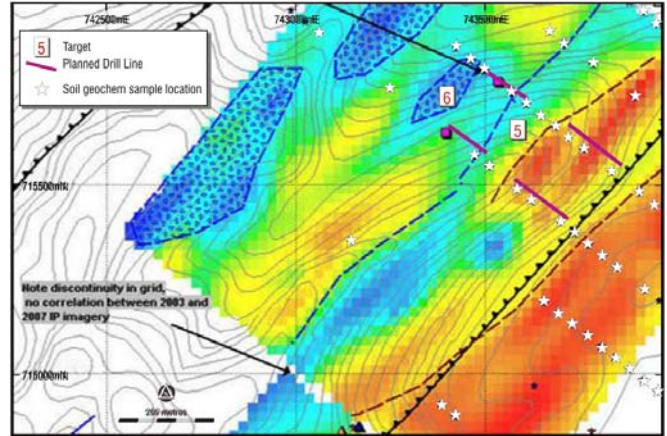 742500mE
743000mE
743500mE
5 Target
Planned Drill Line
Soil geochem sample location
6
5
715500mN
Note discontinuity in grid,
no correlation between 2003 and
2007 IP imagery
715000mN
250 metres